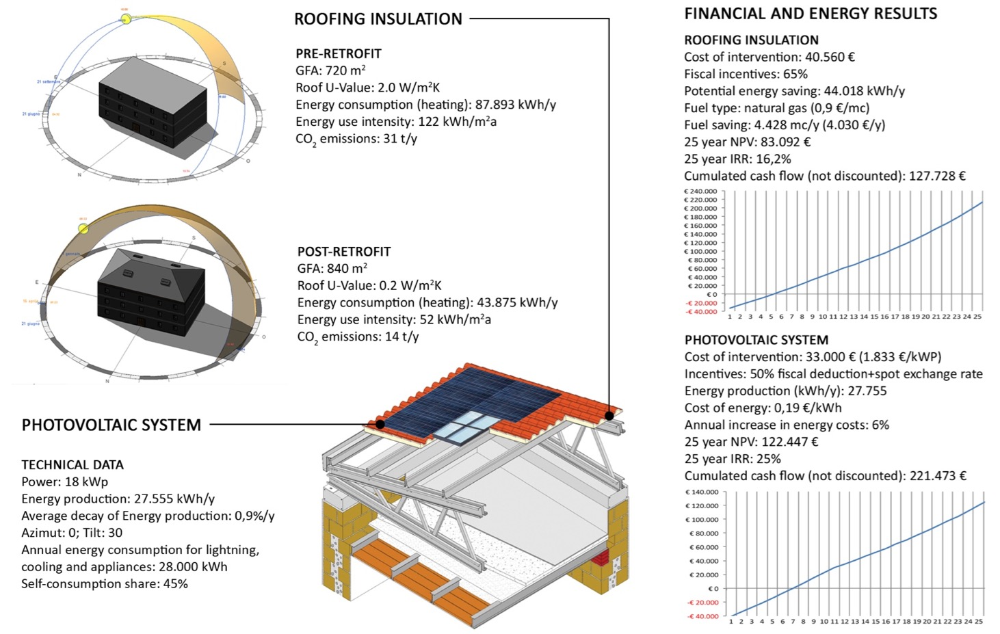 ROOFING INSULATION
PRE-RETROFIT
GFA: 720 m²
Roof U-Value: 2.0 W/m²K
Energy consumption (heating): 87.893 kWh/y
Energy use intensity: 122 kWh/m²a
CO₂ emissions: 31 t/y
S
E
21 settembre
21 giugno
O
N
POST-RETROFIT
GFA: 840 m²
Roof U-Value: 0.2 W/m²K
Energy consumption (heating): 43.875 kWh/y
Energy use intensity: 52 kWh/m²a
CO₂ emissions: 14 t/y
S
E
21 giugno
O
N
PHOTOVOLTAIC SYSTEM
TECHNICAL DATA
Power: 18 kWp
Energy production: 27.555 kWh/y
Average decay of Energy production: 0,9%/y
Azimut: 0; Tilt: 30
Annual energy consumption for lightning,
cooling and appliances: 28.000 kWh
Self-consumption share: 45%
FINANCIAL AND ENERGY RESULTS
ROOFING INSULATION
Cost of intervention: 40.560 €
Fiscal incentives: 65%
Potential energy saving: 44.018 kWh/y
Fuel type: natural gas (0,9 €/mc)
Fuel saving: 4.428 mc/y (4.030 €/y)
25 year NPV: 83.092 €
25 year IRR: 16,2%
Cumulated cash flow (not discounted): 127.728 €
€ 240.000
€ 220.000
€ 200.000
€ 180.000
€ 160.000
€ 140.000
€ 120.000
€ 100.000
€ 80.000
€ 60.000
€ 40.000
€ 20.000
€ 0
-€ 20.000
-€ 40.000
1 2 3 4 5 6 7 8 9 10 11 12 13 14 15 16 17 18 19 20 21 22 23 24 25
PHOTOVOLTAIC SYSTEM
Cost of intervention: 33.000 € (1.833 €/kWP)
Incentives: 50% fiscal deduction+spot exchange rate
Energy production (kWh/y): 27.755
Cost of energy: 0,19 €/kWh
Annual increase in energy costs: 6%
25 year NPV: 122.447 €
25 year IRR: 25%
Cumulated cash flow (not discounted): 221.473 €
€ 140.000
€ 120.000
€ 100.000
€ 80.000
€ 60.000
€ 40.000
€ 20.000
€ 0
-€ 20.000
-€ 40.000
1 2 3 4 5 6 7 8 9 10 11 12 13 14 15 16 17 18 19 20 21 22 23 24 25